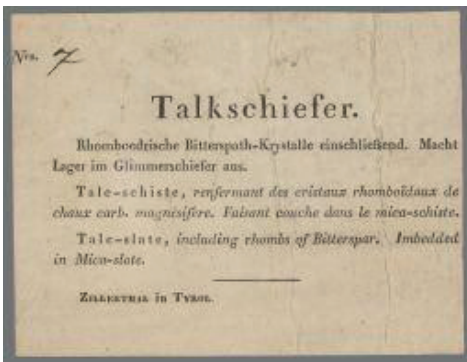 Nro. 7
Talkschiefer.
Rhomboedrische Bitterspath-Krystalle einschließend. Macht
Lager im Glimmerschiefer aus.
Talc-schiste, renfermant des cristaux rhomboïdaux de
chaux carb. magnésifère. Faisant couche dans le mica-schiste.
Talc-slate, including rhombs of Bitterspar. Imbedded
in Mica-slate.
Zillerthal in Tyrol.